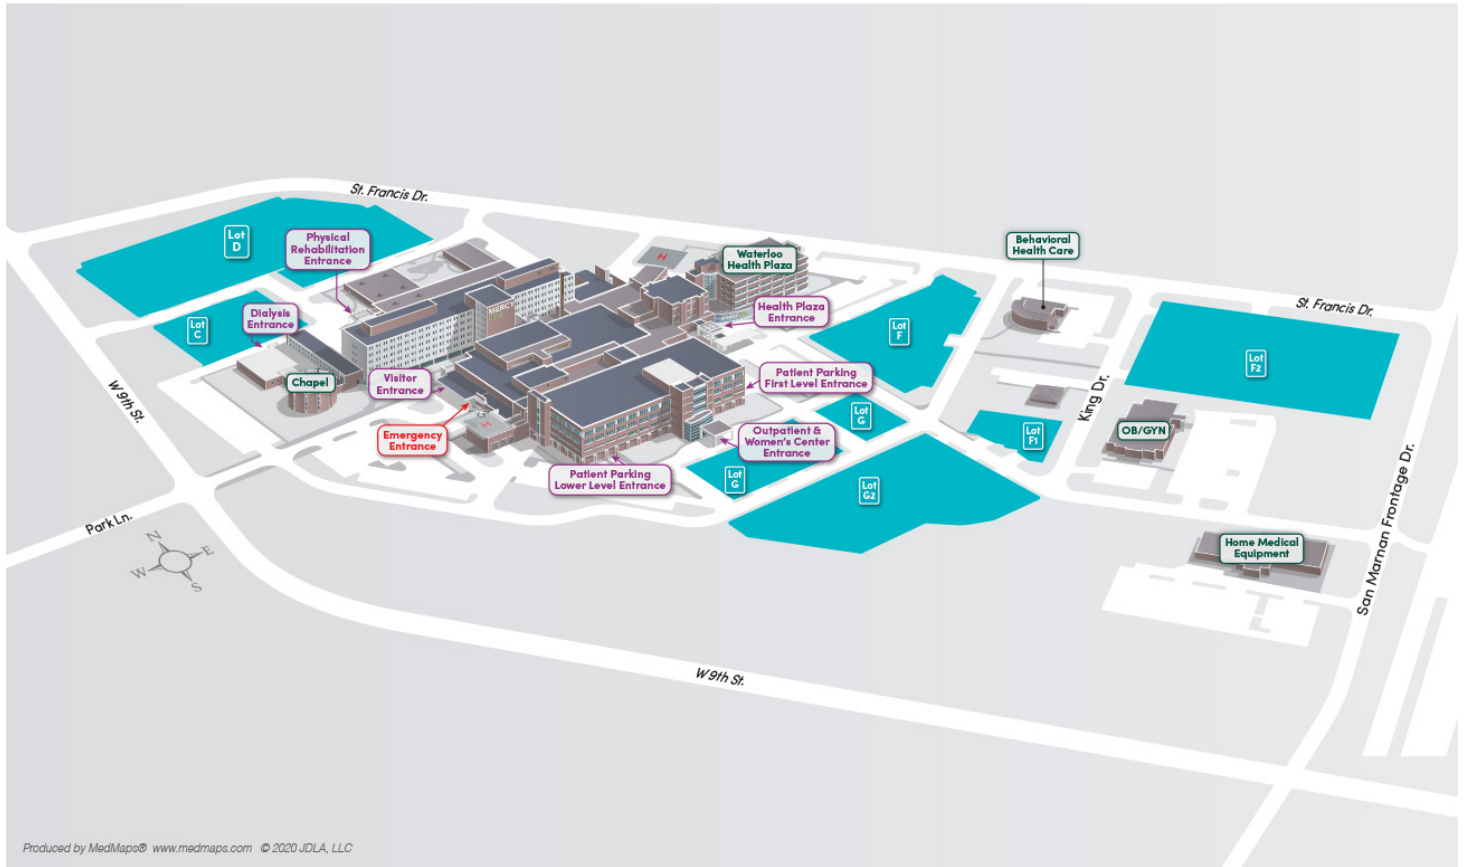 St. Francis Dr.
Lot
D
Physical
Rehabilitation
Entrance
Waterloo
Health Plaza
Behavioral
Health Care
H
Dialysis
Entrance
Lot
C
MERCY
Health Plaza
Entrance
Lot
F
St. Francis Dr.
Lot
F2
Chapel
Visitor
Entrance
Patient Parking
First Level Entrance
W 9th St.
King Dr.
Lot
G
Lot
F1
OB/GYN
Emergency
Entrance
H
Outpatient &
Women's Center
Entrance
Patient Parking
Lower Level Entrance
Lot
G
Lot
G2
San Marnan Frontage Dr.
Park Ln.
N
E
W
S
Home Medical
Equipment
W 9th St.
Produced by MedMaps® www.medmaps.com © 2020 JDLA, LLC